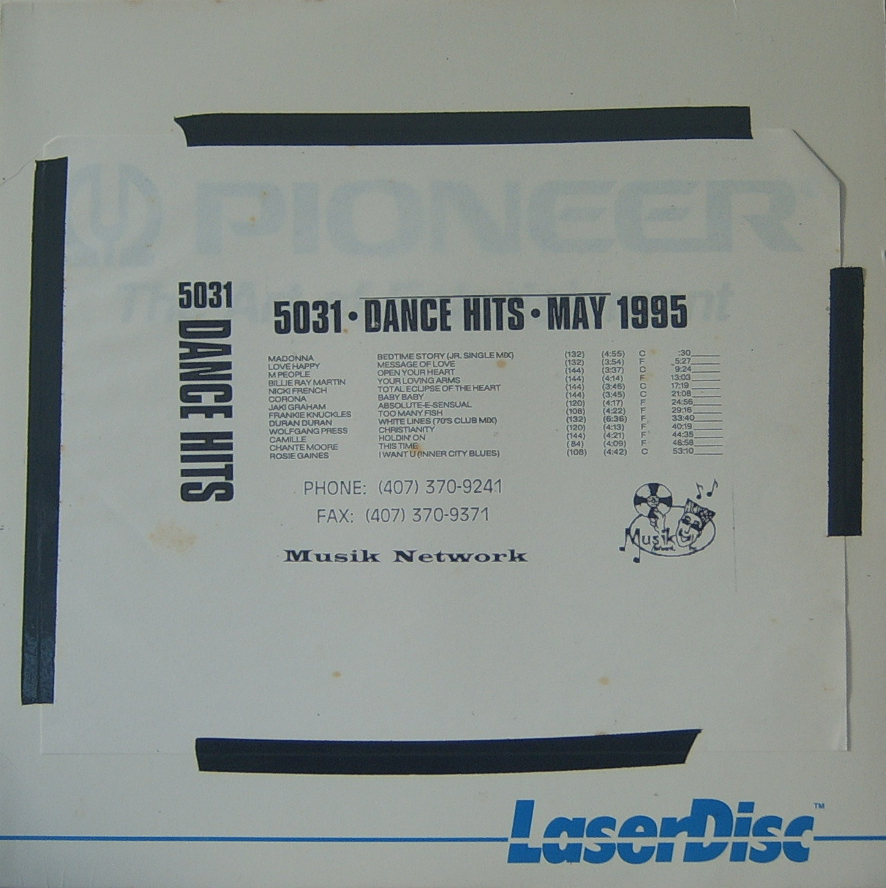 PIONEER
The Art of Entertainment
5031 DANCE HITS
5031 • DANCE HITS • MAY 1995
MADONNA BEDTIME STORY (JR. SINGLE MIX) (132) (4:55) C :30
LOVE HAPPY MESSAGE OF LOVE (132) (3:54) F 5:27
M PEOPLE OPEN YOUR HEART (144) (3:37) C 9:24
BILLIE RAY MARTIN YOUR LOVING ARMS (144) (4:14) F 13:03
NICKI FRENCH TOTAL ECLIPSE OF THE HEART (144) (3:46) C 17:19
CORONA BABY BABY (144) (3:45) C 21:08
JAKI GRAHAM ABSOLUTE-E-SENSUAL (120) (4:17) F 24:56
FRANKIE KNUCKLES TOO MANY FISH (108) (4:22) F 29:16
DURAN DURAN WHITE LINES (70'S CLUB MIX) (132) (6:36) F 33:40
WOLFGANG PRESS CHRISTIANITY (120) (4:13) F 40:19
CAMILLE HOLDIN' ON (144) (4:21) F 44:35
CHANTE MOORE THIS TIME (84) (4:09) F 48:58
ROSIE GAINES I WANT U (INNER CITY BLUES) (108) (4:42) C 53:10
PHONE: (407) 370-9241
FAX: (407) 370-9371
Musik Network
Musik
LaserDisc™